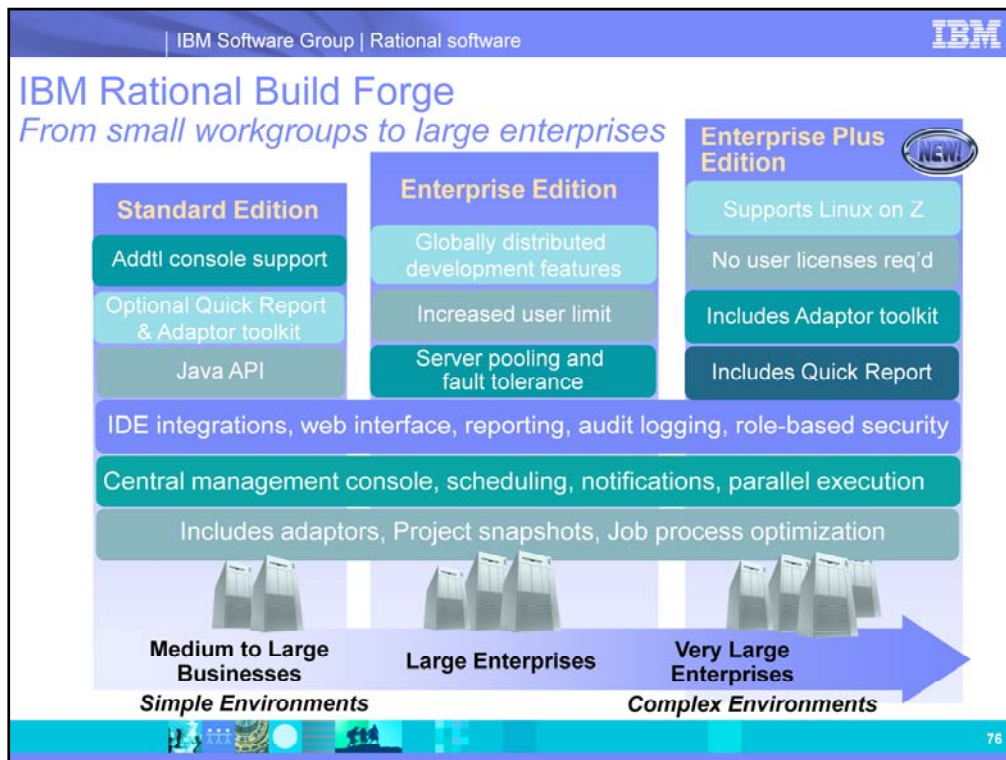 IBM Software Group | Rational software
IBM
IBM Rational Build Forge
From small workgroups to large enterprises
Standard Edition
Addtl console support
Optional Quick Report
& Adaptor toolkit
Java API
Enterprise Edition
Globally distributed
development features
Increased user limit
Server pooling and
fault tolerance
Enterprise Plus
Edition
NEW!
Supports Linux on Z
No user licenses req'd
Includes Adaptor toolkit
Includes Quick Report
IDE integrations, web interface, reporting, audit logging, role-based security
Central management console, scheduling, notifications, parallel execution
Includes adaptors, Project snapshots, Job process optimization
Medium to Large
Businesses
Large Enterprises
Very Large
Enterprises
Simple Environments
Complex Environments
76